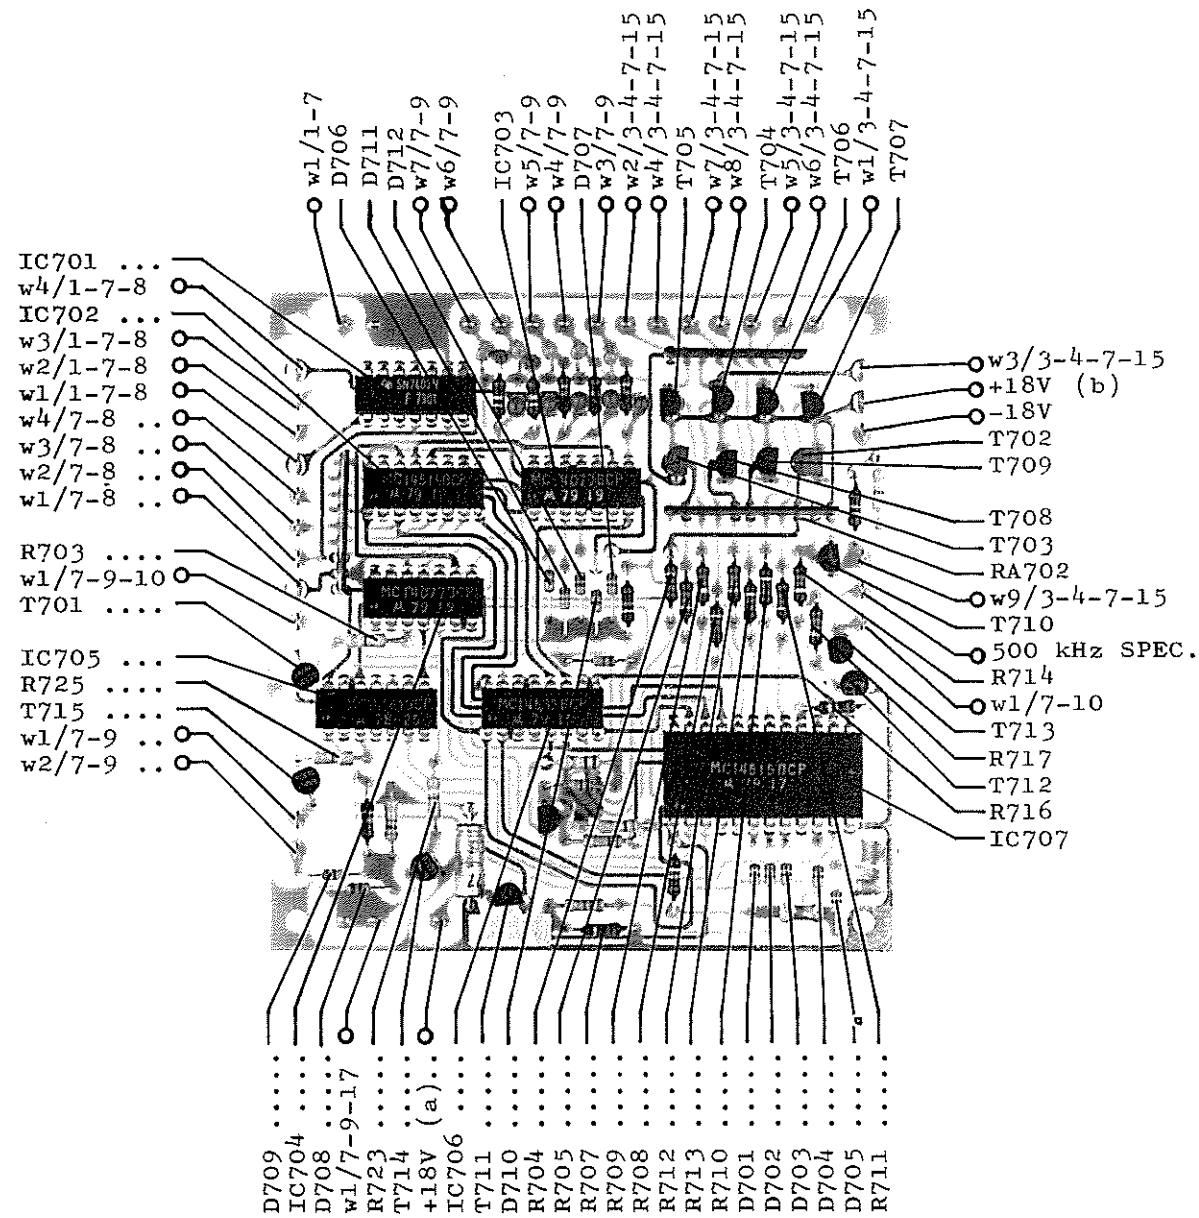 w1/1-7
D706
D711
D712
w7/7-9
w6/7-9
IC703
w5/7-9
w4/7-9
D707
w3/7-9
w2/3-4-7-15
w4/3-4-7-15
T705
w7/3-4-7-15
w8/3-4-7-15
T704
w5/3-4-7-15
w6/3-4-7-15
T706
w1/3-4-7-15
T707
IC701 ...
w4/1-7-8
IC702 ...
w3/1-7-8
w2/1-7-8
w1/1-7-8
w4/7-8 ..
w3/7-8 ..
w2/7-8 ..
w1/7-8 ..
R703 ....
w1/7-9-10
T701 ....
IC705 ...
R725 ....
T715 ....
w1/7-9 ..
w2/7-9 ..
w3/3-4-7-15
+18V (b)
-18V
T702
T709
T708
T703
RA702
w9/3-4-7-15
T710
500 kHz SPEC.
R714
w1/7-10
T713
R717
T712
R716
IC707
79 19
79 19
D709 .....
IC704 ....
D708 .....
w1/7-9-17
R723 .....
T714 .....
+18V (a)..
IC706 ....
T711 .....
D710 .....
R704 .....
R705 .....
R707 .....
R709 .....
R708 .....
R712 .....
R713 .....
R710 .....
D701 .....
D702 .....
D703 .....
D704 .....
D705 .....
R711 .....